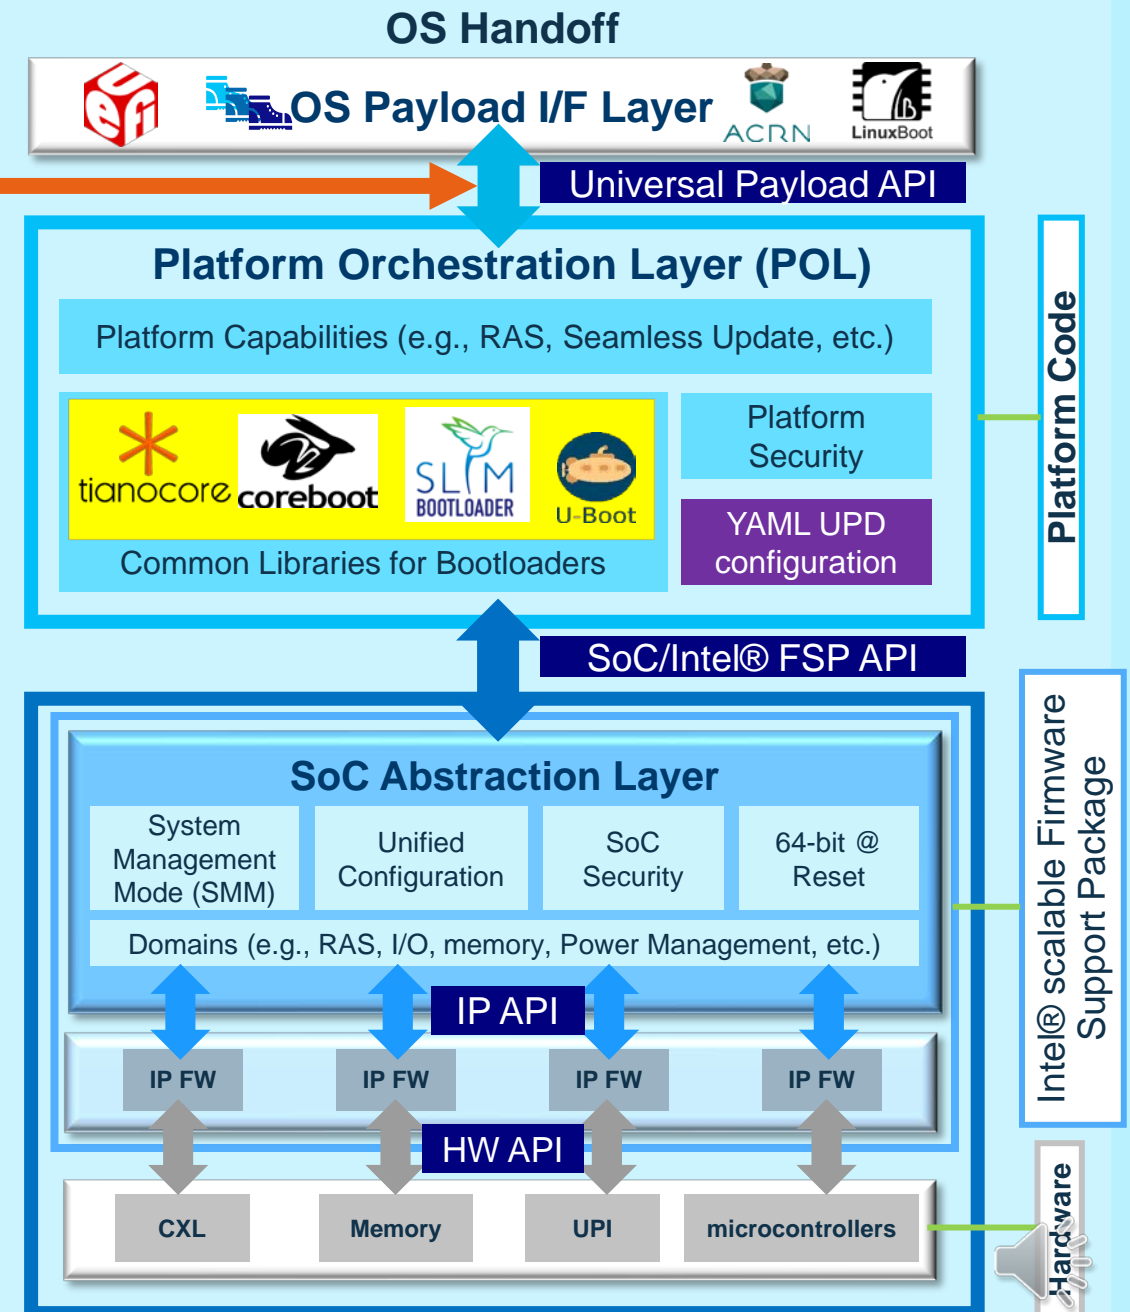 OS Handoff
uefi
OS Payload I/F Layer
ACRN
B
LinuxBoot
Universal Payload API
Platform Orchestration Layer (POL)
Platform Capabilities (e.g., RAS, Seamless Update, etc.)
tianocore
coreboot
SLIM
BOOTLOADER
U-Boot
Common Libraries for Bootloaders
Platform
Security
YAML UPD
configuration
Platform Code
SoC/Intel® FSP API
SoC Abstraction Layer
System
Management
Mode (SMM)
Unified
Configuration
SoC
Security
64-bit @
Reset
Domains (e.g., RAS, I/O, memory, Power Management, etc.)
IP API
IP FW
IP FW
IP FW
IP FW
HW API
CXL
Memory
UPI
microcontrollers
Intel® scalable Firmware
Support Package
Hardware